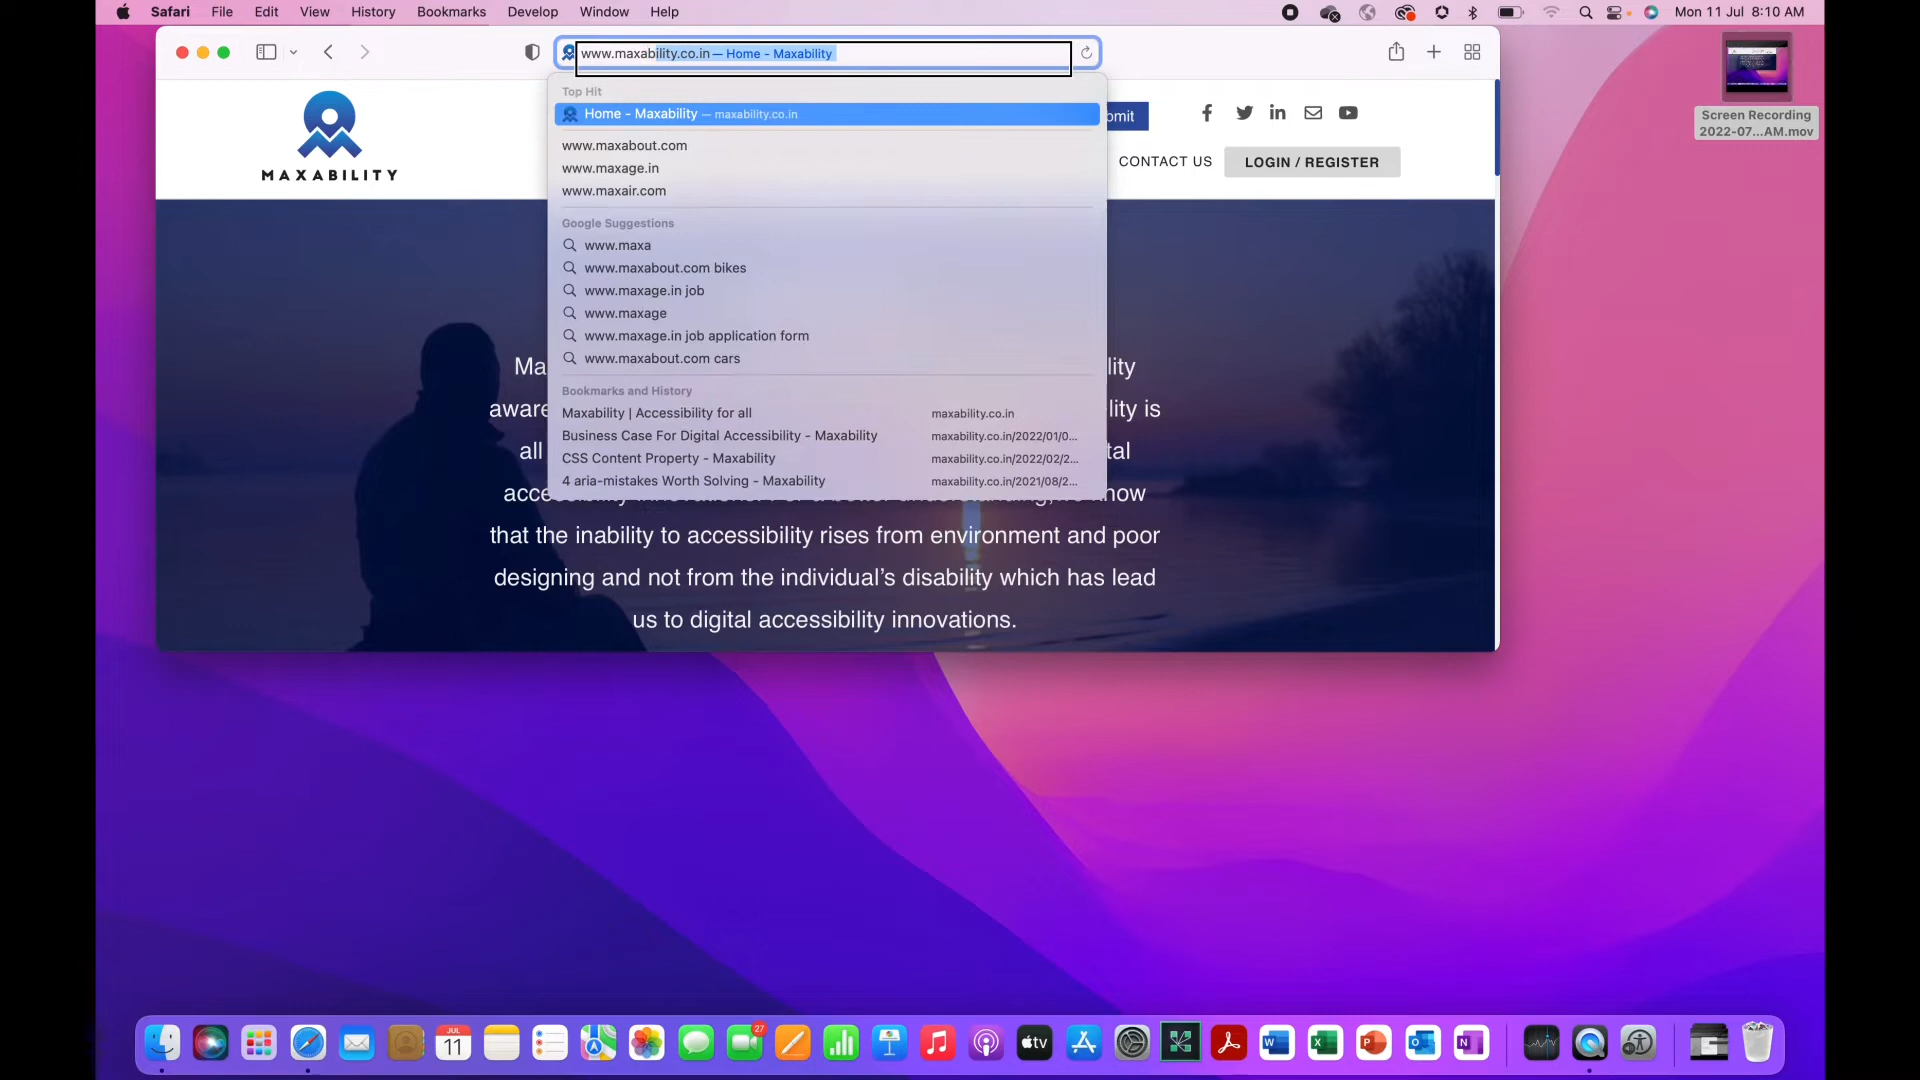 Safari File Edit View History Bookmarks Develop Window Help Mon 11 Jul 8:10 AM
www.maxability.co.in — Home - Maxability
Top Hit
Home - Maxability — maxability.co.in
www.maxabout.com
www.maxage.in
www.maxair.com
Google Suggestions
www.maxa
www.maxabout.com bikes
www.maxage.in job
www.maxage
www.maxage.in job application form
www.maxabout.com cars
Bookmarks and History
Maxability | Accessibility for all maxability.co.in
Business Case For Digital Accessibility - Maxability maxability.co.in/2022/01/0...
CSS Content Property - Maxability maxability.co.in/2022/02/2...
4 aria-mistakes Worth Solving - Maxability maxability.co.in/2021/08/2...
MAXABILITY
omit
CONTACT US LOGIN / REGISTER
Screen Recording
2022-07...AM.mov
Ma lity
aware lity is
all tal
acce know
that the inability to accessibility rises from environment and poor
designing and not from the individual’s disability which has lead
us to digital accessibility innovations.
JUL
11
27
tv
W
X
P
O
N